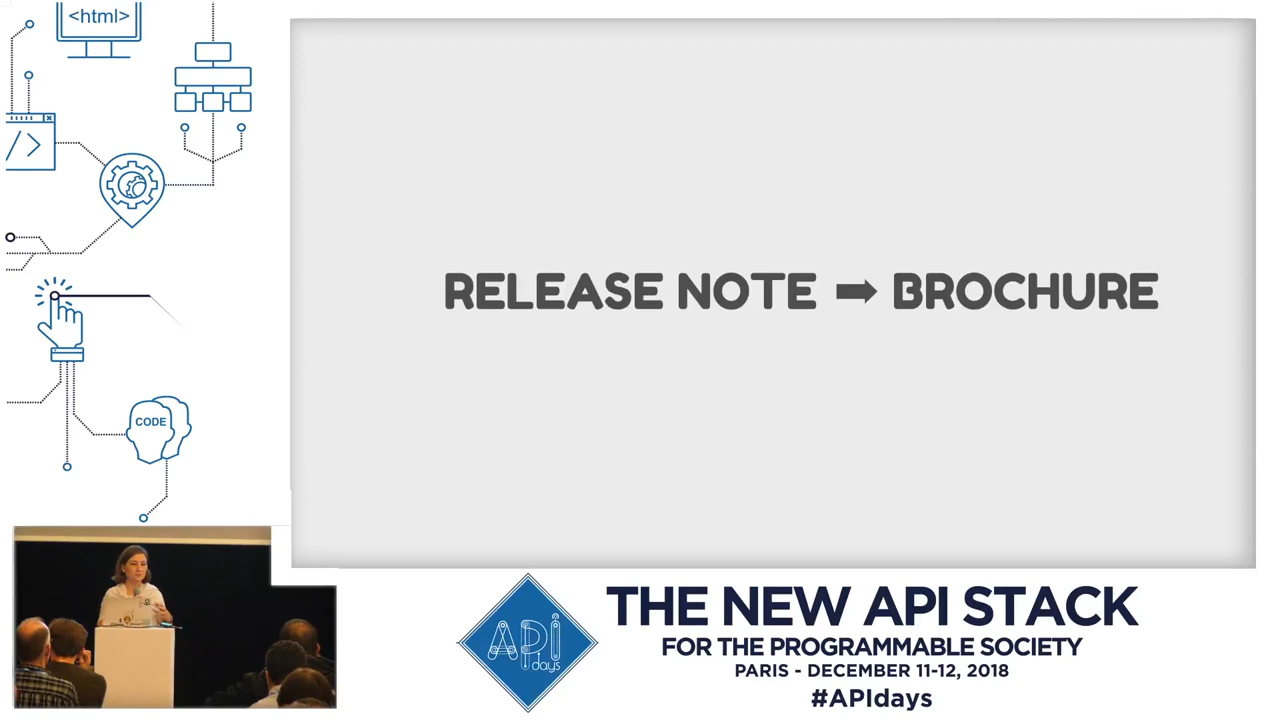 <html>
RELEASE NOTE ➡ BROCHURE
</>
CODE
API
days
THE NEW API STACK
FOR THE PROGRAMMABLE SOCIETY
PARIS - DECEMBER 11-12, 2018
#APIdays